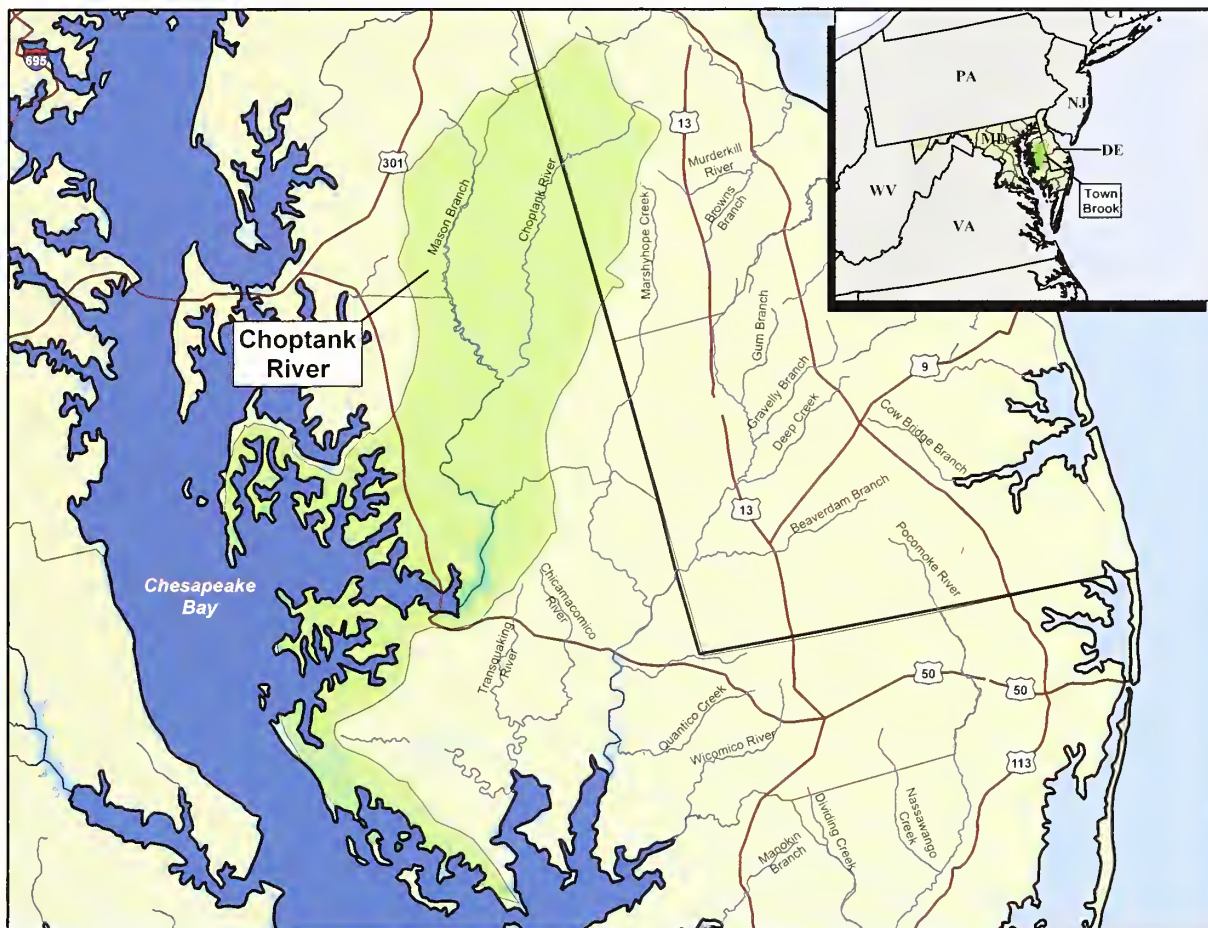 695
301
Mason Branch
Choptank River
Choptank
River
Marshyhope Creek
13
Murderkill
River
Browns
Branch
Gum Branch
Gravelly Branch
Deep Creek
9
Cow Bridge Branch
13
Beaverdam Branch
Pocomoke River
Chesapeake
Bay
Chicamacomico
River
Transquaking
River
Quantico Creek
Wicomico River
50
50
113
Manokin
Branch
Dividing Creek
Nassawango
Creek
PA
NJ
MD
DE
WV
VA
Town
Brook